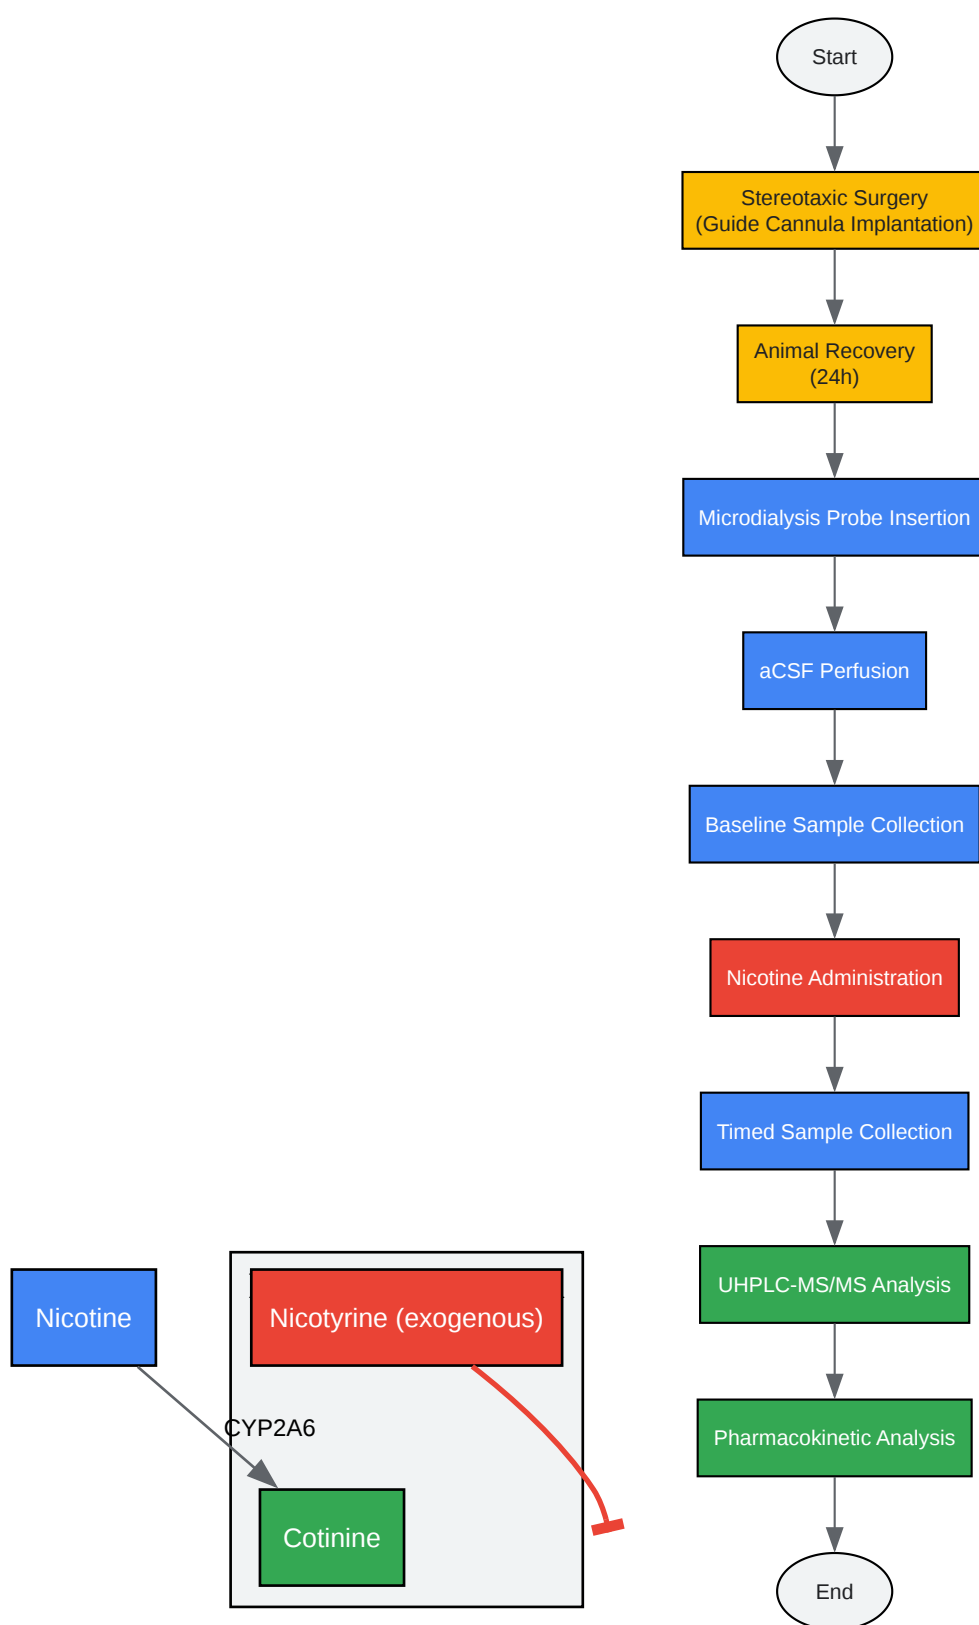 Start
Stereotaxic Surgery
(Guide Cannula Implantation)
Animal Recovery
(24h)
Microdialysis Probe Insertion
aCSF Perfusion
Baseline Sample Collection
Nicotine Administration
Timed Sample Collection
UHPLC-MS/MS Analysis
Pharmacokinetic Analysis
End
Nicotine
Nicotyrine (exogenous)
CYP2A6
Cotinine